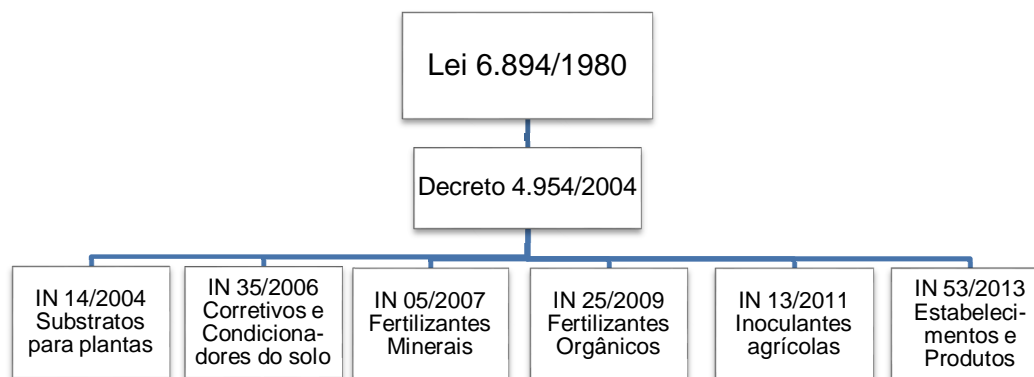 Lei 6.894/1980
Decreto 4.954/2004
IN 14/2004
Substratos
para plantas
IN 35/2006
Corretivos e
Condiciona-
dores do solo
IN 05/2007
Fertilizantes
Minerais
IN 25/2009
Fertilizantes
Orgânicos
IN 13/2011
Inoculantes
agrícolas
IN 53/2013
Estabeleci-
mentos e
Produtos